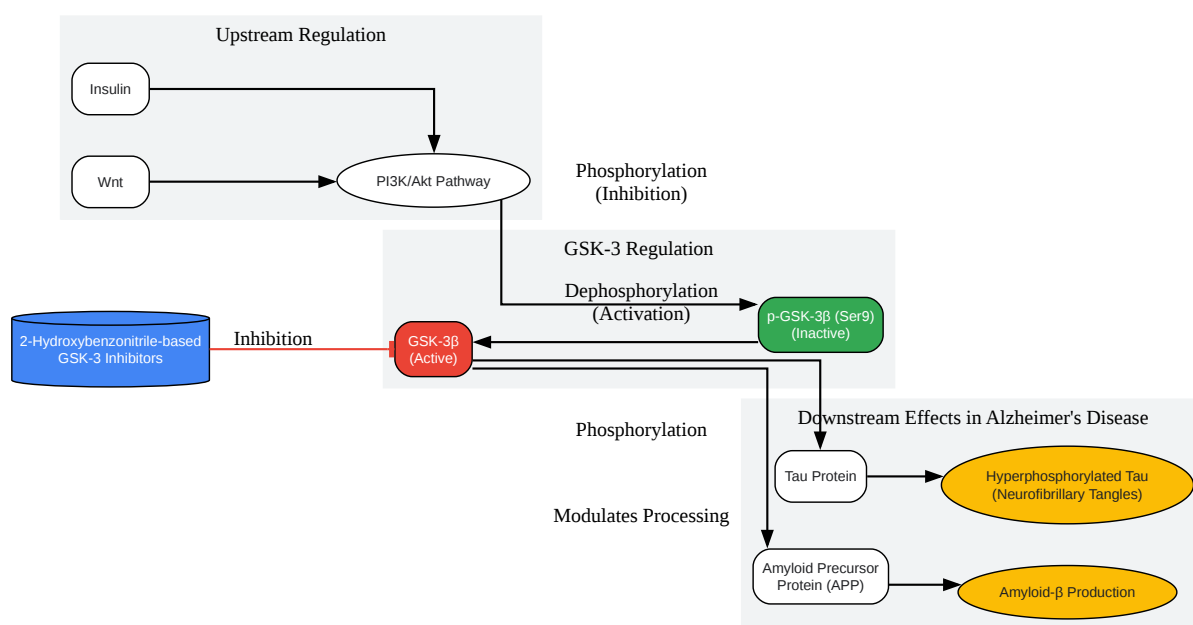 Upstream Regulation
Insulin
Wnt
PI3K/Akt Pathway
Phosphorylation
(Inhibition)
GSK-3 Regulation
Dephosphorylation
(Activation)
p-GSK-3β (Ser9)
(Inactive)
2-Hydroxybenzonitrile-based
GSK-3 Inhibitors
Inhibition
GSK-3β
(Active)
Downstream Effects in Alzheimer's Disease
Phosphorylation
Tau Protein
Hyperphosphorylated Tau
(Neurofibrillary Tangles)
Modulates Processing
Amyloid Precursor
Protein (APP)
Amyloid-β Production